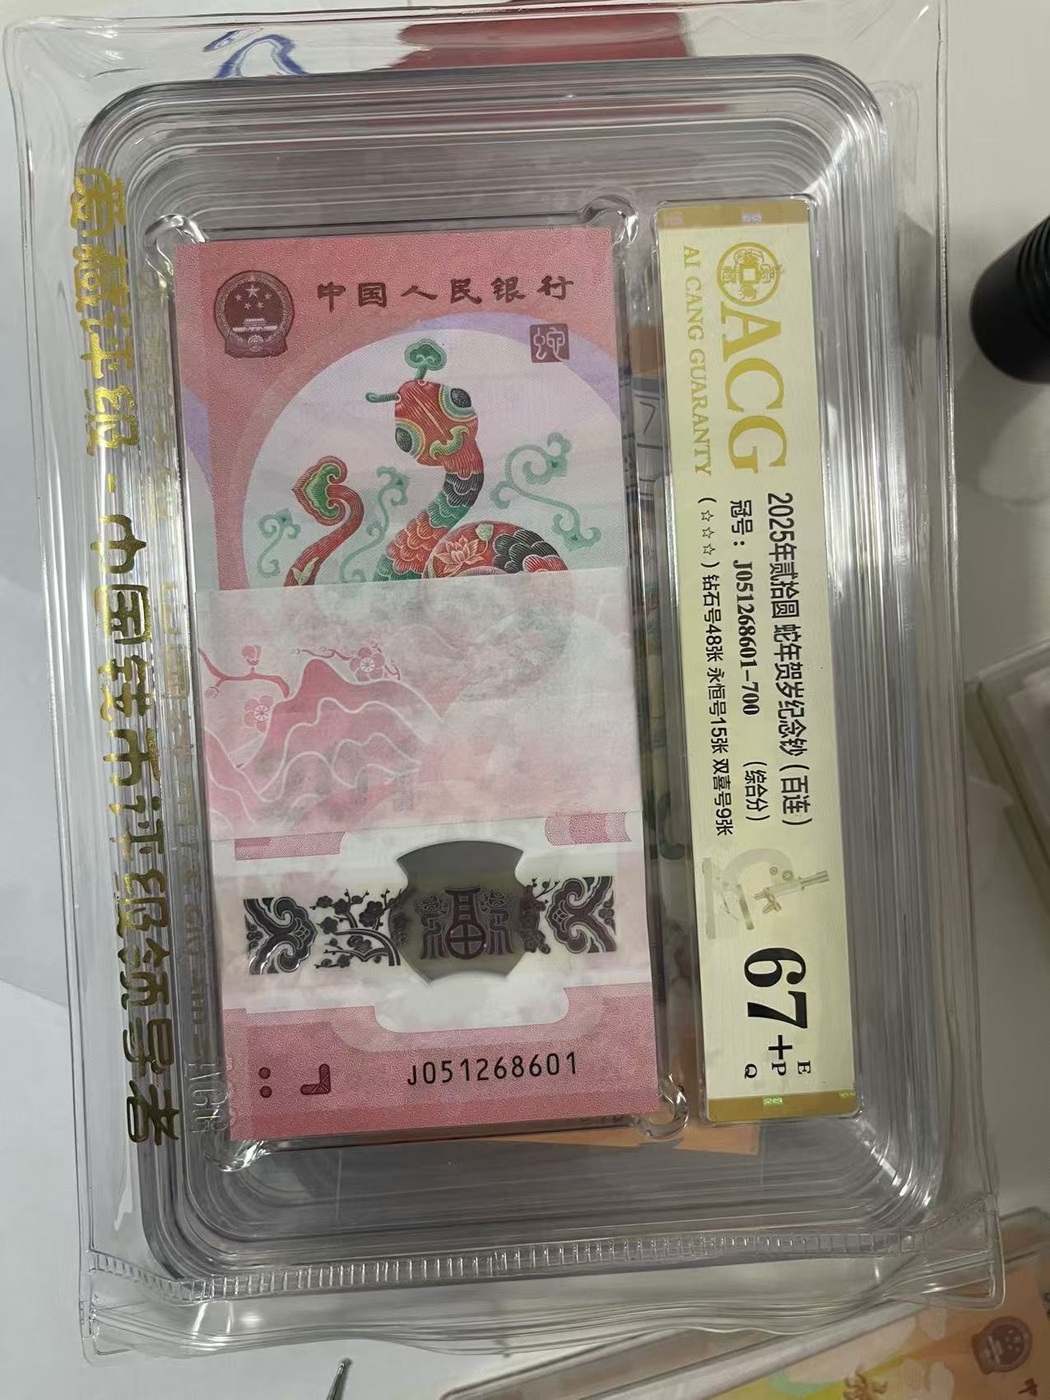 中国人民银行
蛇
J051268601
ACG
AI CANG GUARANTY
2025年贰拾圆 蛇年贺岁纪念钞（百连）
冠号：J051268601-700 （综合分）
（☆☆☆）钻石号48张 永恒号15张 双喜号9张
67+
E
P
Q
爱藏评级 - 中国钱币评级领导者